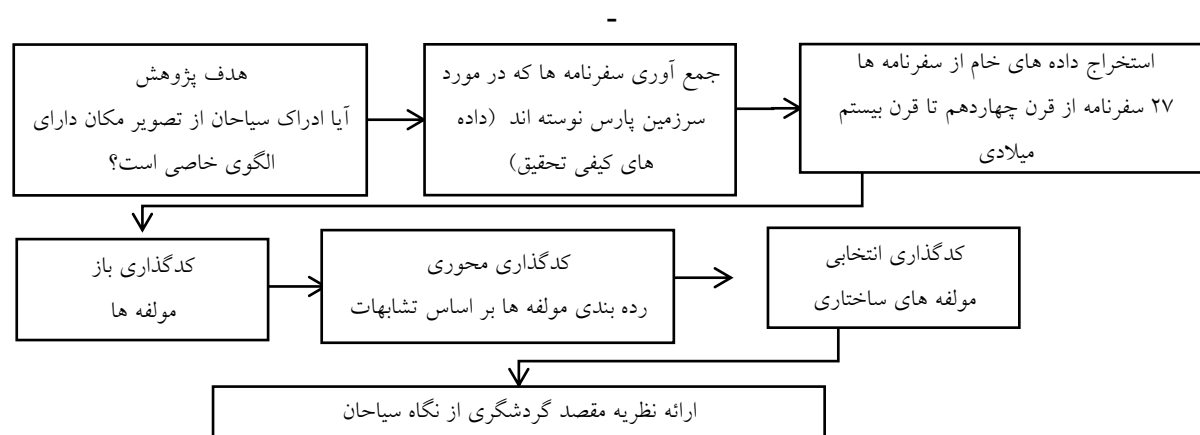 -
هدف پژوهش
آیا ادراک سیاحان از تصویر مکان دارای
الگوی خاصی است؟
جمع آوری سفرنامه ها که در مورد
سرزمین پارس نوسته اند (داده
های کیفی تحقیق)
استخراج داده های خام از سفرنامه ها
۲۷ سفرنامه از قرن چهاردهم تا قرن بیستم
میلادی
کدگذاری باز
مولفه ها
کدگذاری محوری
رده بندی مولفه ها بر اساس تشابهات
کدگذاری انتخابی
مولفه های ساختاری
ارائه نظریه مقصد گردشگری از نگاه سیاحان